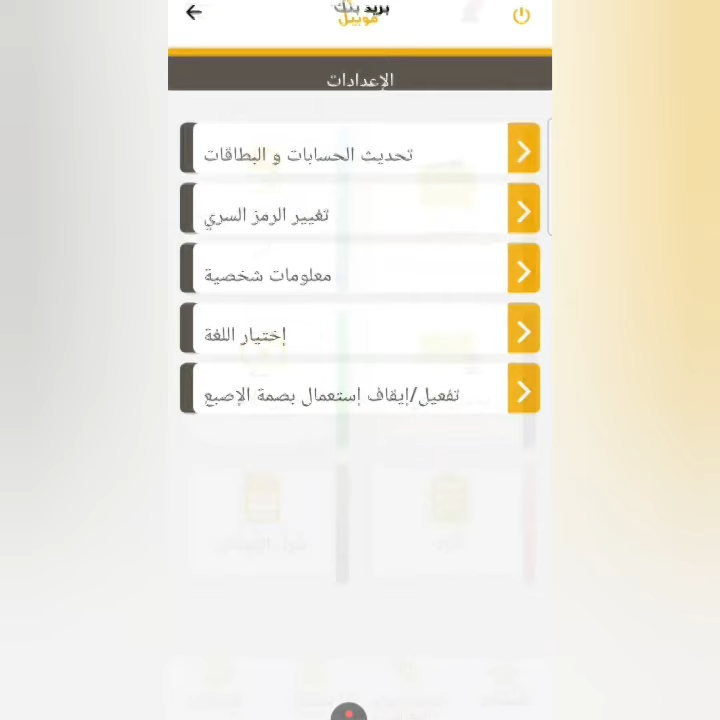 بريد بنك
موبيل
الإعدادات
تحديث الحسابات و البطاقات
تغيير الرمز السري
معلومات شخصية
إختيار اللغة
تفعيل/إيقاف إستعمال بصمة الإصبع